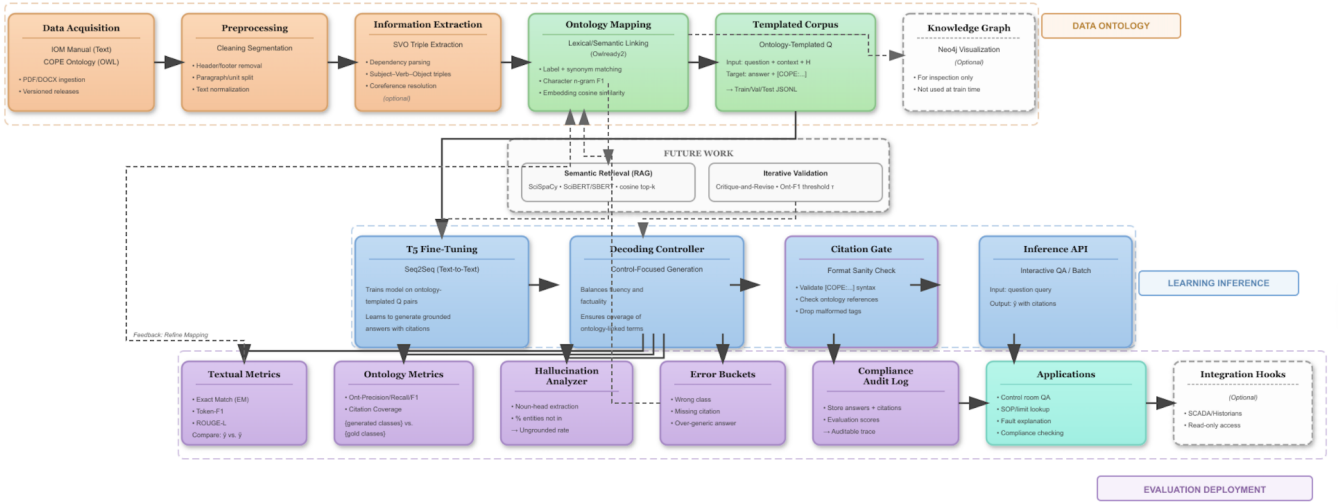 Data Acquisition
IOM Manual (Text)
COPE Ontology (OWL)
• PDF/DOCX ingestion
• Versioned releases
Preprocessing
Cleaning Segmentation
• Header/footer removal
• Paragraph/unit split
• Text normalization
Information Extraction
SVO Triple Extraction
• Dependency parsing
• Subject–Verb–Object triples
• Coreference resolution
(optional)
Ontology Mapping
Lexical/Semantic Linking
(Owlready2)
• Label + synonym matching
• Character n-gram F1
• Embedding cosine similarity
Templated Corpus
Ontology-Templated Q
Input: question + context + H
Target: answer + [COPE:...]
→ Train/Val/Test JSONL
Knowledge Graph
Neo4j Visualization
(Optional)
• For inspection only
• Not used at train time
DATA ONTOLOGY
FUTURE WORK
Semantic Retrieval (RAG)
SciSpaCy • SciBERT/SBERT • cosine top-k
Iterative Validation
Critique-and-Revise • Ont-F1 threshold τ
T5 Fine-Tuning
Seq2Seq (Text-to-Text)
Trains model on ontology-
templated Q pairs
Learns to generate grounded
answers with citations
Decoding Controller
Control-Focused Generation
Balances fluency and
factuality
Ensures coverage of
ontology-linked terms
Citation Gate
Format Sanity Check
• Validate [COPE:...] syntax
• Check ontology references
• Drop malformed tags
Inference API
Interactive QA / Batch
Input: question query
Output: ŷ with citations
LEARNING INFERENCE
Feedback: Refine Mapping
Textual Metrics
• Exact Match (EM)
• Token-F1
• ROUGE-L
Compare: ŷ vs. ŷ
Ontology Metrics
• Ont-Precision/Recall/F1
• Citation Coverage
{generated classes} vs.
{gold classes}
Hallucination
Analyzer
• Noun-head extraction
• % entities not in
→ Ungrounded rate
Error Buckets
• Wrong class
• Missing citation
• Over-generic answer
Compliance
Audit Log
• Store answers + citations
• Evaluation scores
→ Auditable trace
Applications
• Control room QA
• SOP/limit lookup
• Fault explanation
• Compliance checking
Integration Hooks
(Optional)
• SCADA/Historians
• Read-only access
EVALUATION DEPLOYMENT